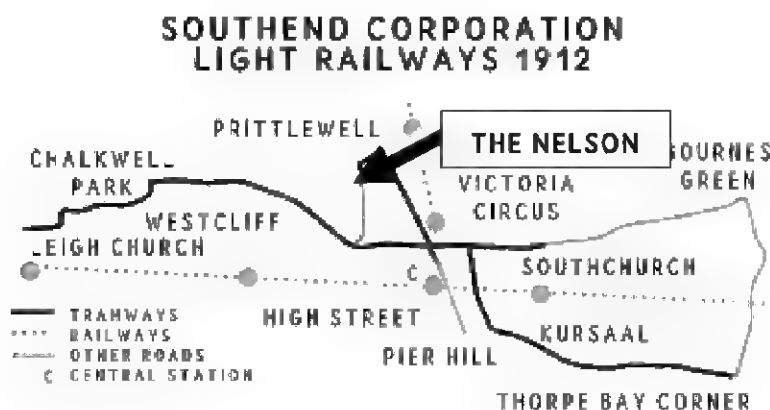 SOUTHEND CORPORATION
LIGHT RAILWAYS 1912
PRITTLEWELL
THE NELSON
CHALKWELL
PARK
BOURNES
GREEN
VICTORIA
CIRCUS
WESTCLIFF
LEIGH CHURCH
C
SOUTHCHURCH
HIGH STREET
KURSAAL
PIER HILL
THORPE BAY CORNER
TRAMWAYS
RAILWAYS
OTHER ROADS
C CENTRAL STATION